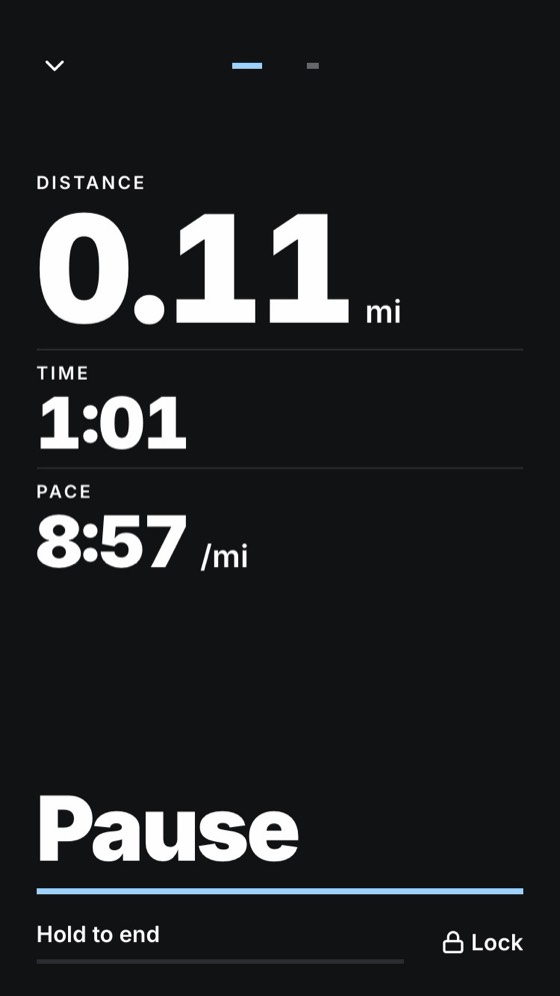 DISTANCE
0.11 mi
TIME
1:01
PACE
8:57 /mi
Pause
Hold to end
Lock